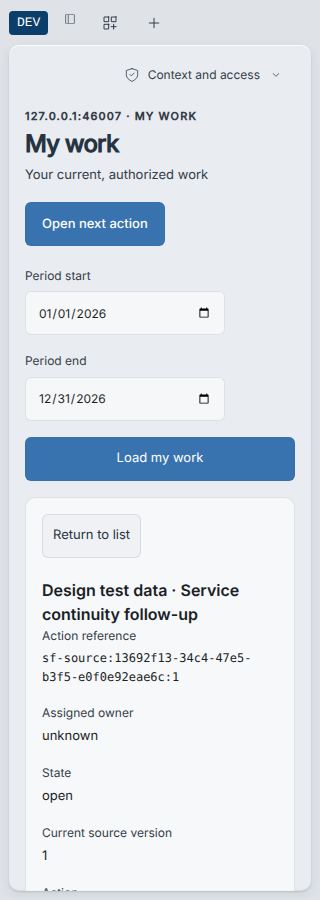 DEV
Context and access
127.0.0.1:46007 · MY WORK
My work
Your current, authorized work
Open next action
Period start
01/01/2026
Period end
12/31/2026
Load my work
Return to list
Design test data · Service
continuity follow-up
Action reference
sf-source:13692f13-34c4-47e5-
b3f5-e0f0e92eae6c:1
Assigned owner
unknown
State
open
Current source version
1